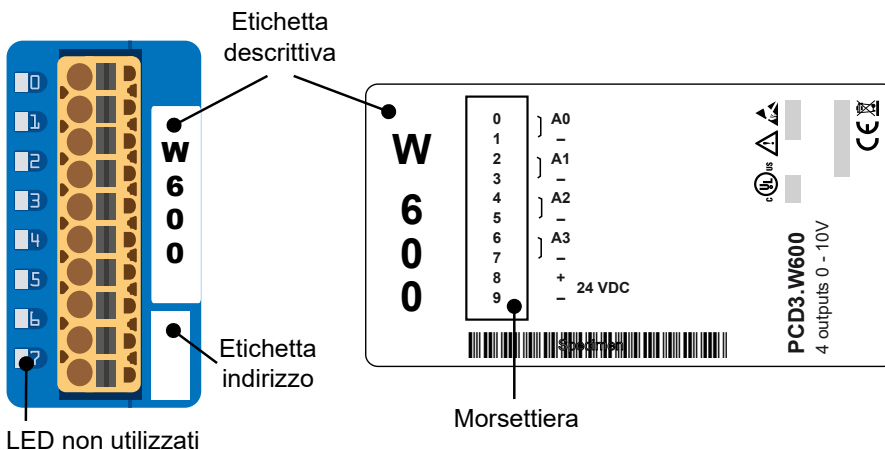 Etichetta
descrittiva
0
1
2
3
4
5
6
7
W
6
0
0
Etichetta
indirizzo
LED non utilizzati
W
6
0
0
0 A0
1 –
2 A1
3 –
4 A2
5 –
6 A3
7 –
8 +
9 –
24 VDC
Specimen
Morsettiera
PCD3.W600
4 outputs 0 - 10V
c UL US
CE